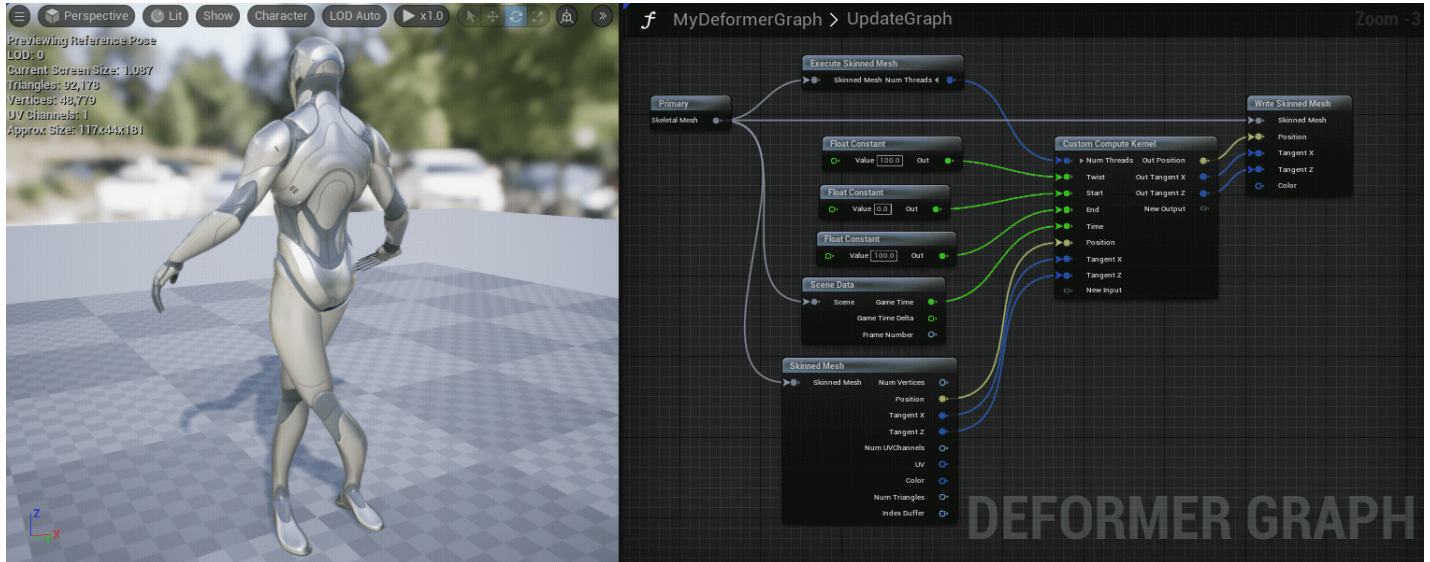 Perspective
Lit
Show
Character
LOD Auto
x1.0
Previewing Reference Pose
LOD: 0
Current Screen Size: 1.087
Triangles: 92,178
Vertices: 48,779
UV Channels: 1
Approx Size: 117x44x181
Z
X
MyDeformerGraph > UpdateGraph
Zoom -3
Execute Skinned Mesh
Skinned Mesh Num Threads
Primary
Skeletal Mesh
Float Constant
Value 100.0 Out
Float Constant
Value 0.0 Out
Float Constant
Value 100.0 Out
Scene Data
Scene Game Time
Game Time Delta
Frame Number
Skinned Mesh
Skinned Mesh Num Vertices
Position
Tangent X
Tangent Z
Num UVChannels
UV
Color
Num Triangles
Index Duffer
Custom Compute Kernel
Num Threads Out Position
Twist Out Tangent X
Start Out Tangent Z
End New Output
Time
Position
Tangent X
Tangent Z
New Input
Write Skinned Mesh
Skinned Mesh
Position
Tangent X
Tangent Z
Color
DEFORMER GRAPH